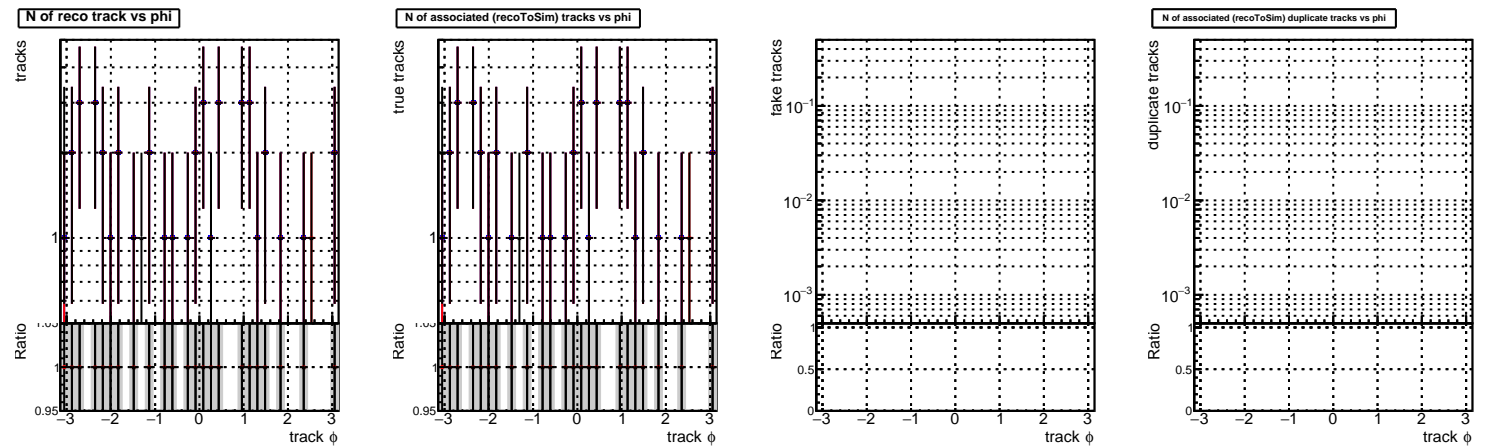 N of reco track vs phi
tracks
1
Ratio
1.05
1
0.95
−3 −2 −1 0 1 2 3
track ϕ
N of associated (recoToSim) tracks vs phi
true tracks
1
Ratio
1
0.95
−3 −2 −1 0 1 2 3
track ϕ
fake tracks
10−1
10−2
10−3
Ratio
1
0.5
0
−3 −2 −1 0 1 2 3
track ϕ
N of associated (recoToSim) duplicate tracks vs phi
duplicate tracks
10−1
10−2
10−3
Ratio
1
0.5
0
−3 −2 −1 0 1 2 3
track ϕ